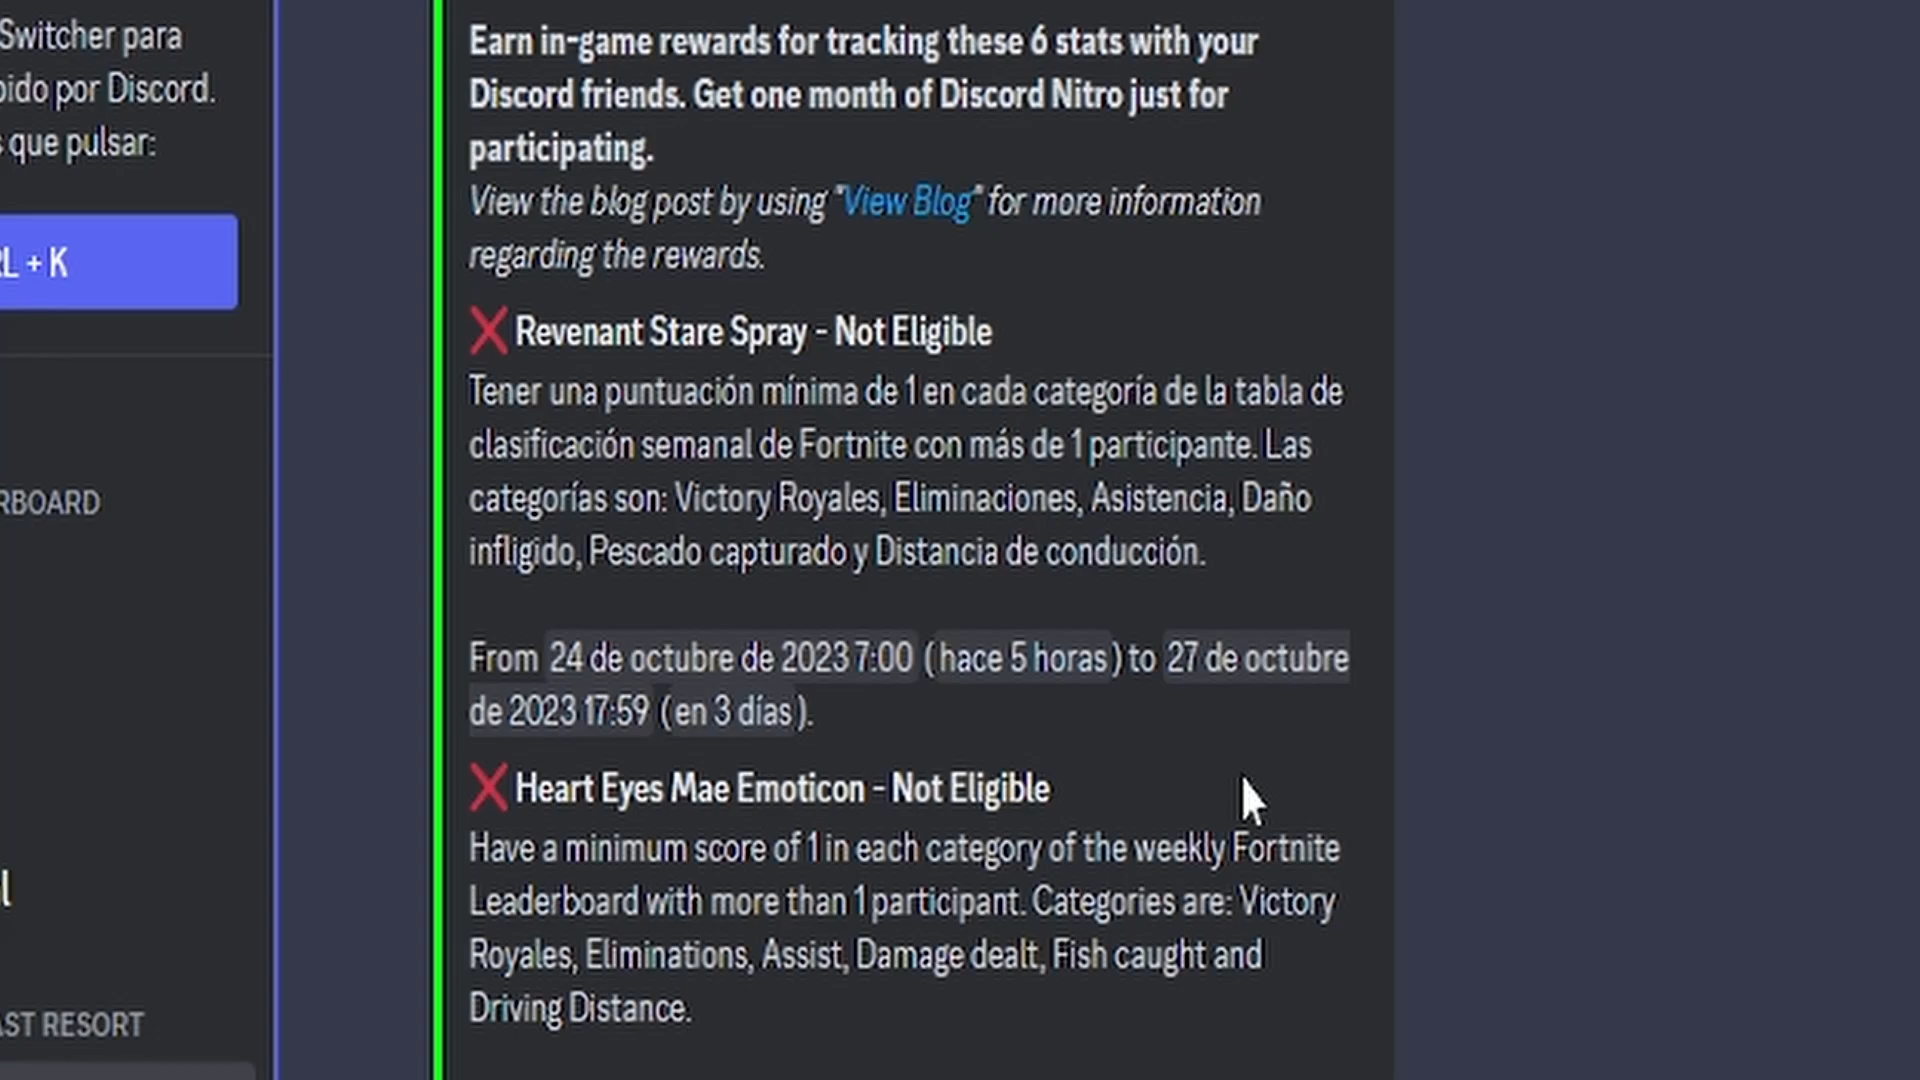 Switcher para
por Discord.
que pulsar:
+ K
AST RESORT
Earn in-game rewards for tracking these 6 stats with your
Discord friends. Get one month of Discord Nitro just for
participating.
View the blog post by using "View Blog" for more information
regarding the rewards.
❌ Revenant Stare Spray - Not Eligible
Tener una puntuación mínima de 1 en cada categoría de la tabla de
clasificación semanal de Fortnite con más de 1 participante. Las
categorías son: Victory Royales, Eliminaciones, Asistencia, Daño
infligido, Pescado capturado y Distancia de conducción.
From 24 de octubre de 2023 7:00 (hace 5 horas) to 27 de octubre
de 2023 17:59 (en 3 días).
❌ Heart Eyes Mae Emoticon - Not Eligible
Have a minimum score of 1 in each category of the weekly Fortnite
Leaderboard with more than 1 participant. Categories are: Victory
Royales, Eliminations, Assist, Damage dealt, Fish caught and
Driving Distance.